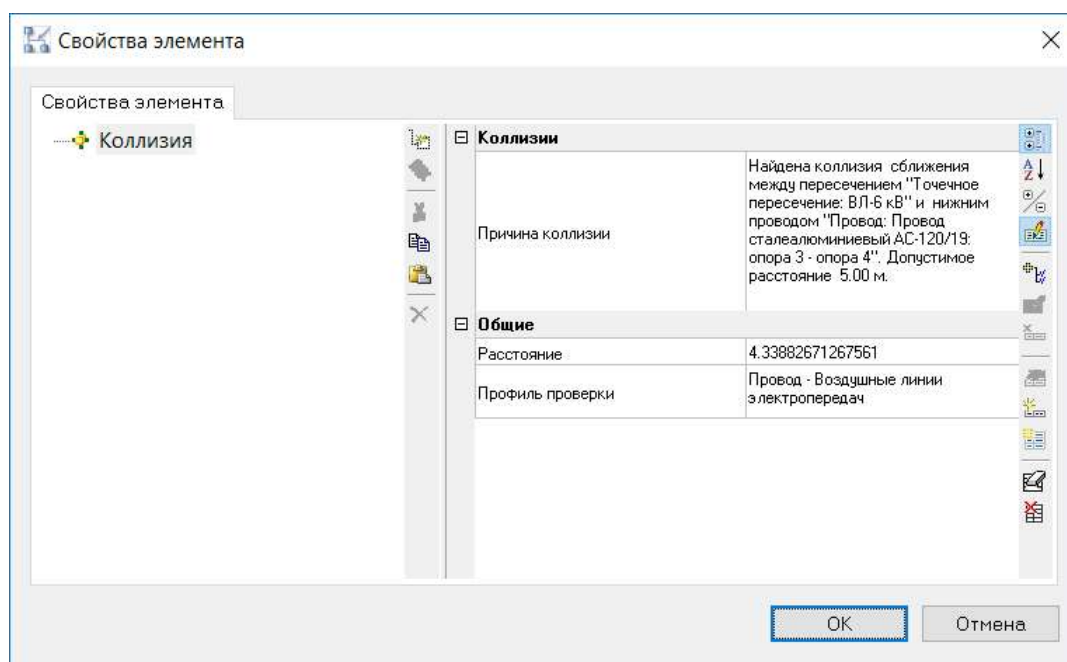 Свойства элемента
Свойства элемента
Коллизия
Коллизии
Причина коллизии
Найдена коллизия сближения
между пересечением "Точечное
пересечение: ВЛ-6 кВ" и нижним
проводом "Провод: Провод
сталеалюминиевый АС-120/19:
опора 3 - опора 4". Допустимое
расстояние 5.00 м.
Общие
Расстояние
4.33882671267561
Профиль проверки
Провод - Воздушные линии
электропередач
OK
Отмена